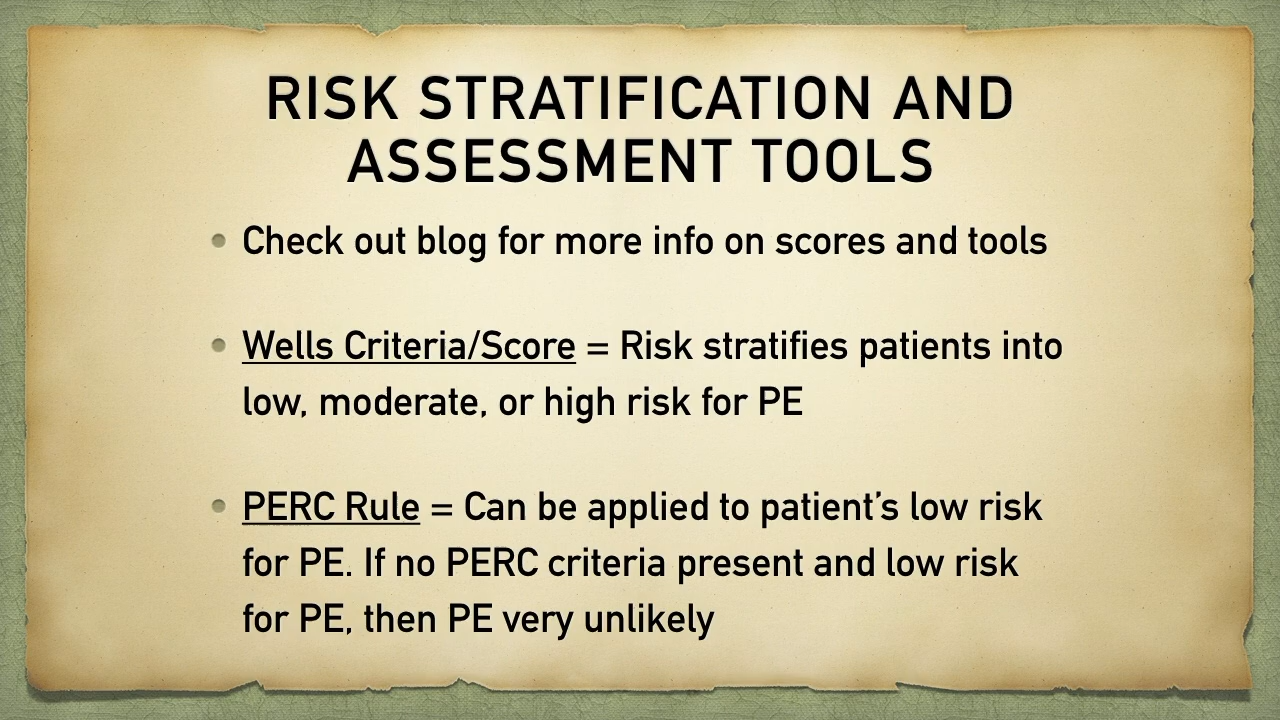 RISK STRATIFICATION AND
ASSESSMENT TOOLS
• Check out blog for more info on scores and tools
• Wells Criteria/Score = Risk stratifies patients into
low, moderate, or high risk for PE
• PERC Rule = Can be applied to patient’s low risk
for PE. If no PERC criteria present and low risk
for PE, then PE very unlikely